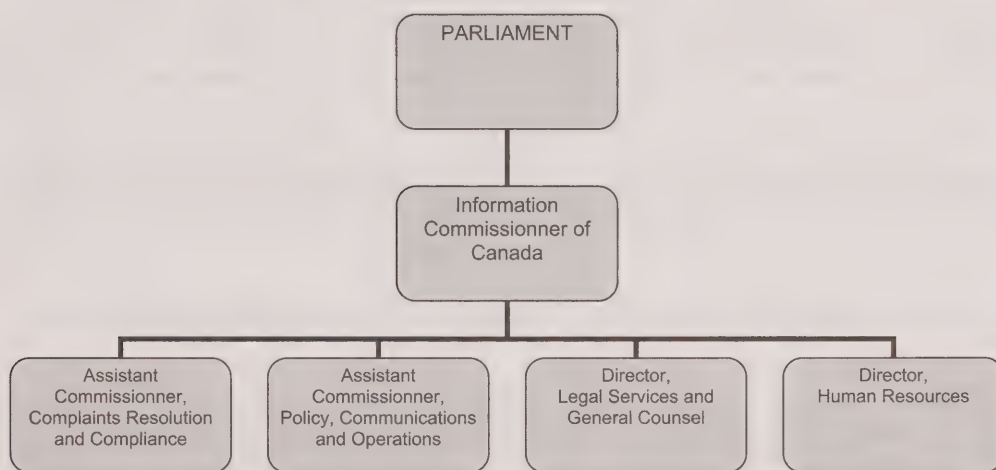 PARLIAMENT
Information
Commissionner of
Canada
Assistant
Commissionner,
Complaints Resolution
and Compliance
Assistant
Commissionner,
Policy, Communications
and Operations
Director,
Legal Services and
General Counsel
Director,
Human Resources